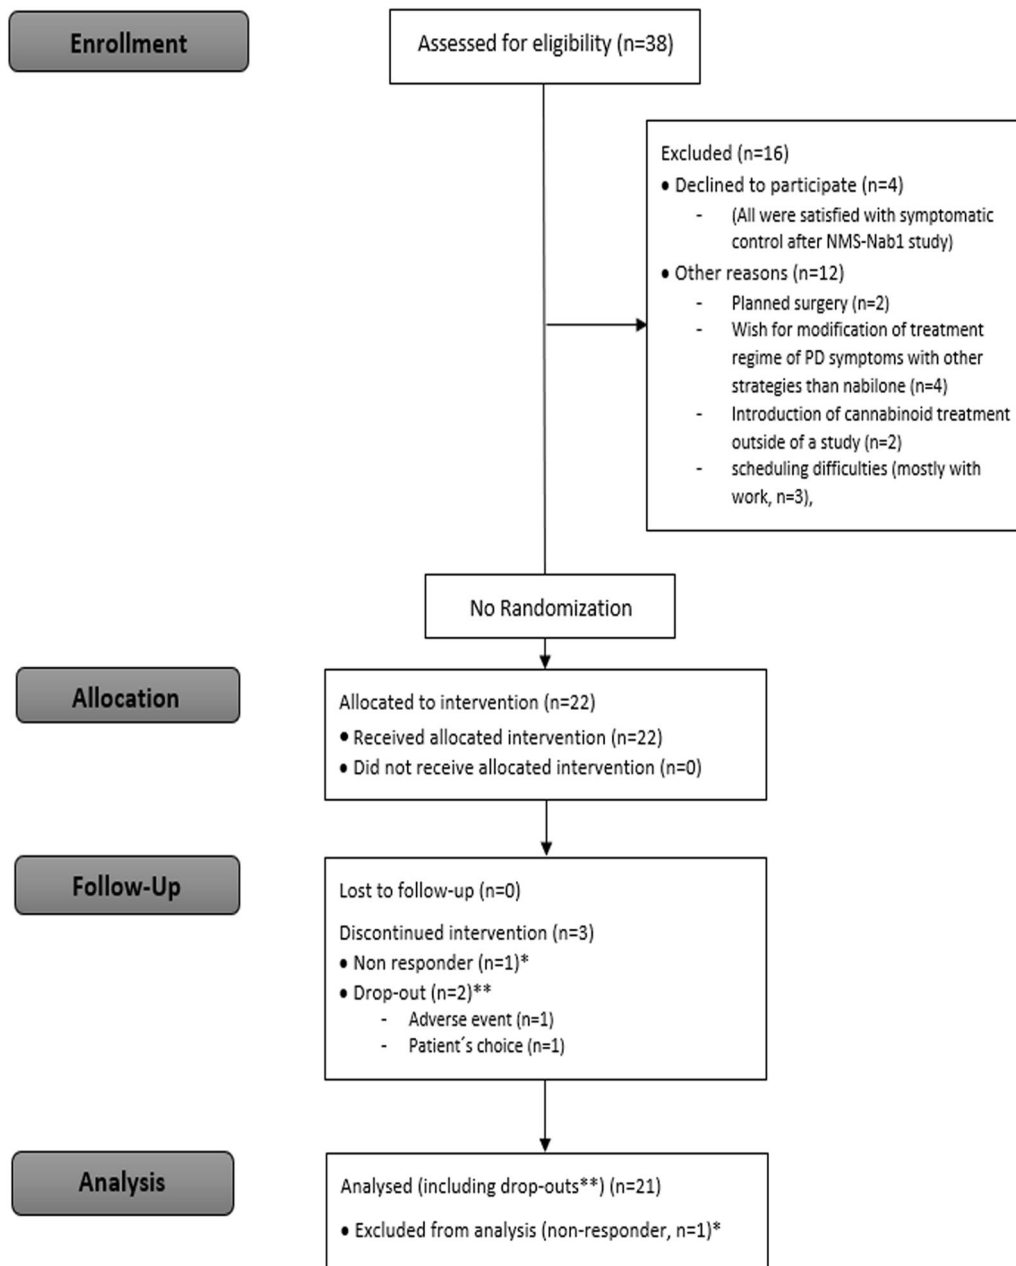 Enrollment
Assessed for eligibility (n=38)
Excluded (n=16)
• Declined to participate (n=4)
- (All were satisfied with symptomatic
control after NMS-Nab1 study)
• Other reasons (n=12)
- Planned surgery (n=2)
- Wish for modification of treatment
regime of PD symptoms with other
strategies than nabilone (n=4)
- Introduction of cannabinoid treatment
outside of a study (n=2)
- scheduling difficulties (mostly with
work, n=3),
No Randomization
Allocation
Allocated to intervention (n=22)
• Received allocated intervention (n=22)
• Did not receive allocated intervention (n=0)
Follow-Up
Lost to follow-up (n=0)
Discontinued intervention (n=3)
• Non responder (n=1)*
• Drop-out (n=2)**
- Adverse event (n=1)
- Patient´s choice (n=1)
Analysis
Analysed (including drop-outs**) (n=21)
• Excluded from analysis (non-responder, n=1)*